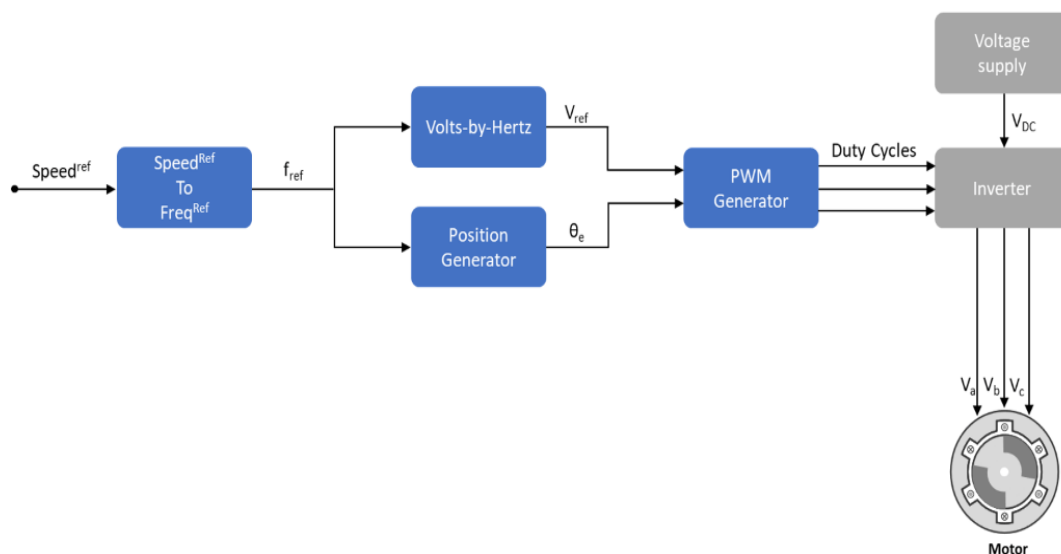 Voltage
supply
V_DC
Volts-by-Hertz
V_ref
Speed^ref
Speed^Ref
To
Freq^Ref
f_ref
Position
Generator
θ_e
PWM
Generator
Duty Cycles
Inverter
V_a V_b V_c
Motor